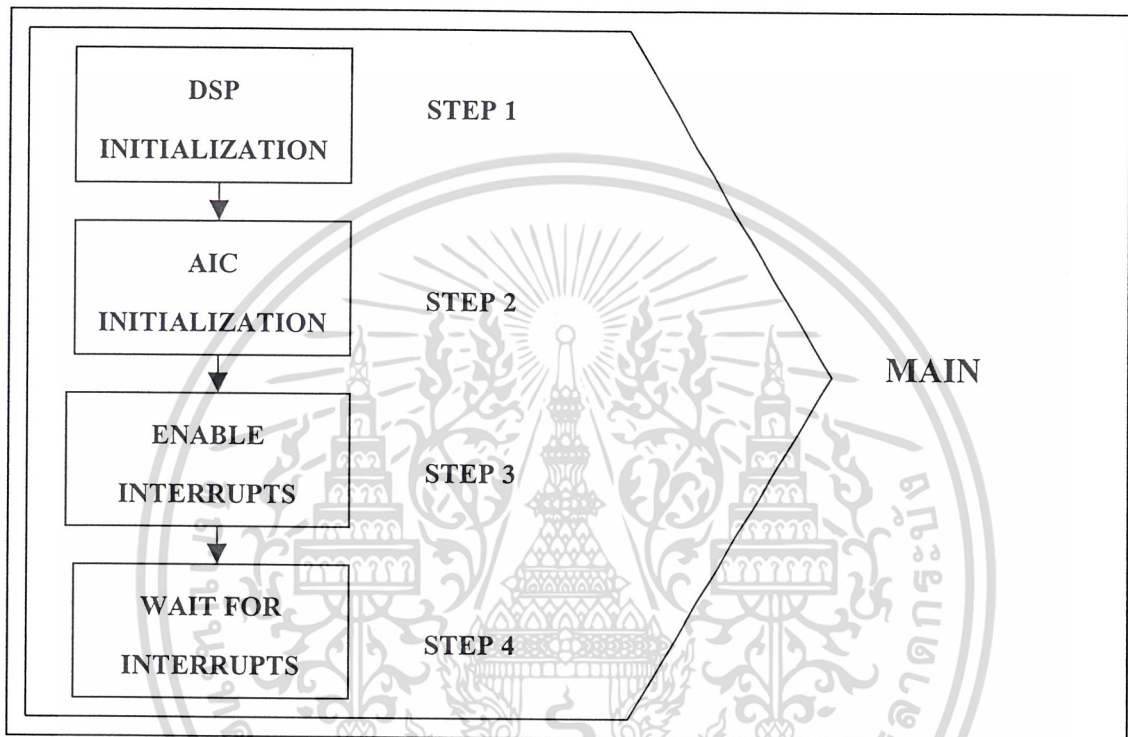 DSP
INITIALIZATION
STEP 1
AIC
INITIALIZATION
STEP 2
MAIN
ENABLE
INTERRUPTS
STEP 3
WAIT FOR
INTERRUPTS
STEP 4